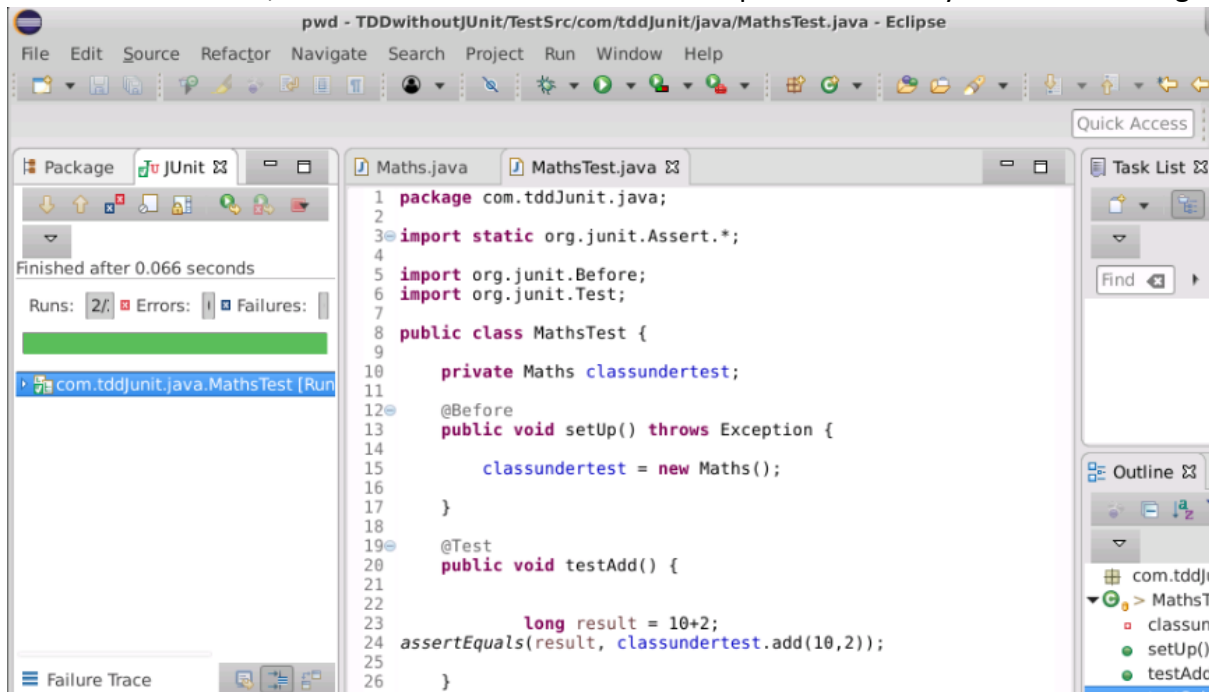 pwd - TDDwithoutJUnit/TestSrc/com/tddJunit/java/MathsTest.java - Eclipse
File Edit Source Refactor Navigate Search Project Run Window Help
Quick Access
Package JUnit
Maths.java MathsTest.java
Task List
Finished after 0.066 seconds
Runs: 2/ Errors: Failures:
Find
com.tddJunit.java.MathsTest [Run
1 package com.tddJunit.java;
2
3 import static org.junit.Assert.*;
4
5 import org.junit.Before;
6 import org.junit.Test;
7
8 public class MathsTest {
9
10 private Maths classundertest;
11
12 @Before
13 public void setUp() throws Exception {
14
15 classundertest = new Maths();
16
17 }
18
19 @Test
20 public void testAdd() {
21
22
23 long result = 10+2;
24 assertEquals(result, classundertest.add(10,2));
25
26 }
Outline
com.tddJ
> MathsT
classun
setUp()
testAdd
Failure Trace